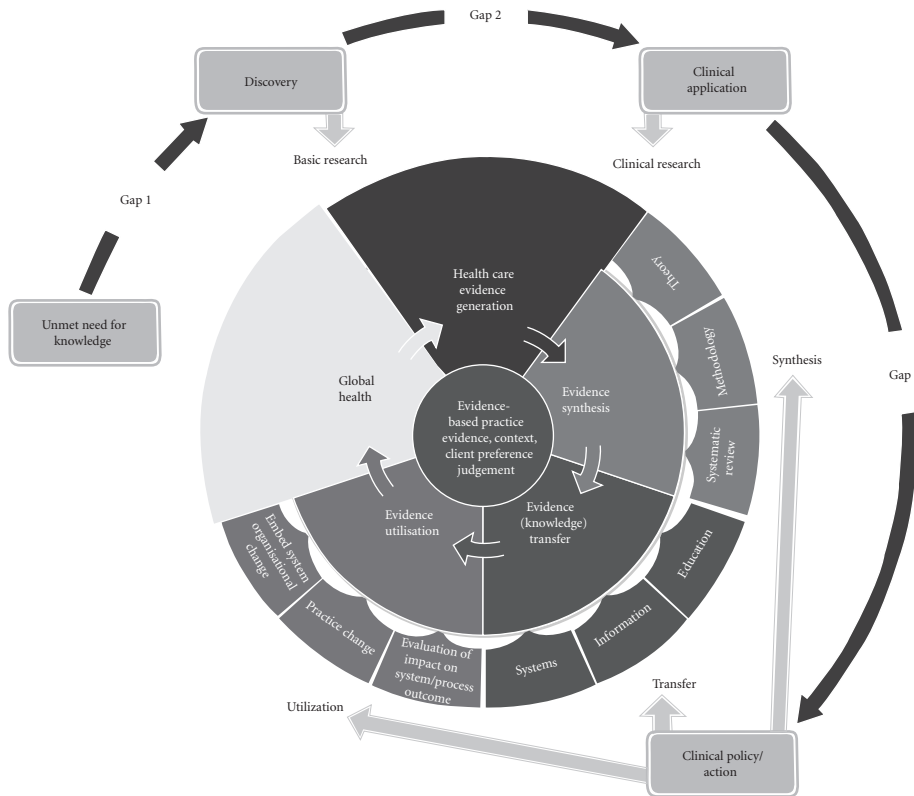 Gap 2
Discovery
Clinical
application
Basic research
Clinical research
Gap 1
Unmet need for
knowledge
Health care
evidence
generation
Theory
Methodology
Systematic
review
Synthesis
Gap
Global
health
Evidence
synthesis
Evidence-
based practice
evidence, context,
client preference
judgement
Evidence
utilisation
Evidence
(knowledge)
transfer
Education
Information
Systems
Evaluation of
impact on
system/process
outcome
Practice change
Embed system
organisational
change
Utilization
Transfer
Clinical policy/
action